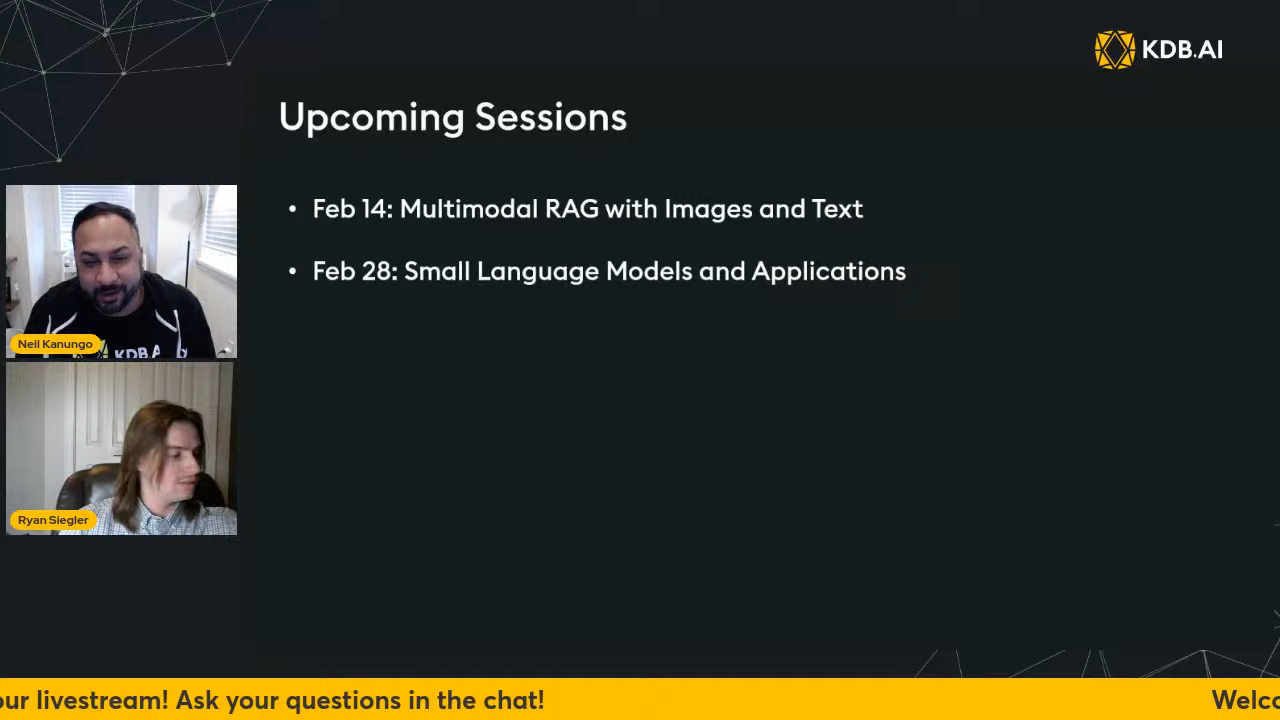 KDB.AI
Upcoming Sessions
• Feb 14: Multimodal RAG with Images and Text
• Feb 28: Small Language Models and Applications
Neil Kanungo
KDB.A
Ryan Siegler
our livestream! Ask your questions in the chat!
Welco